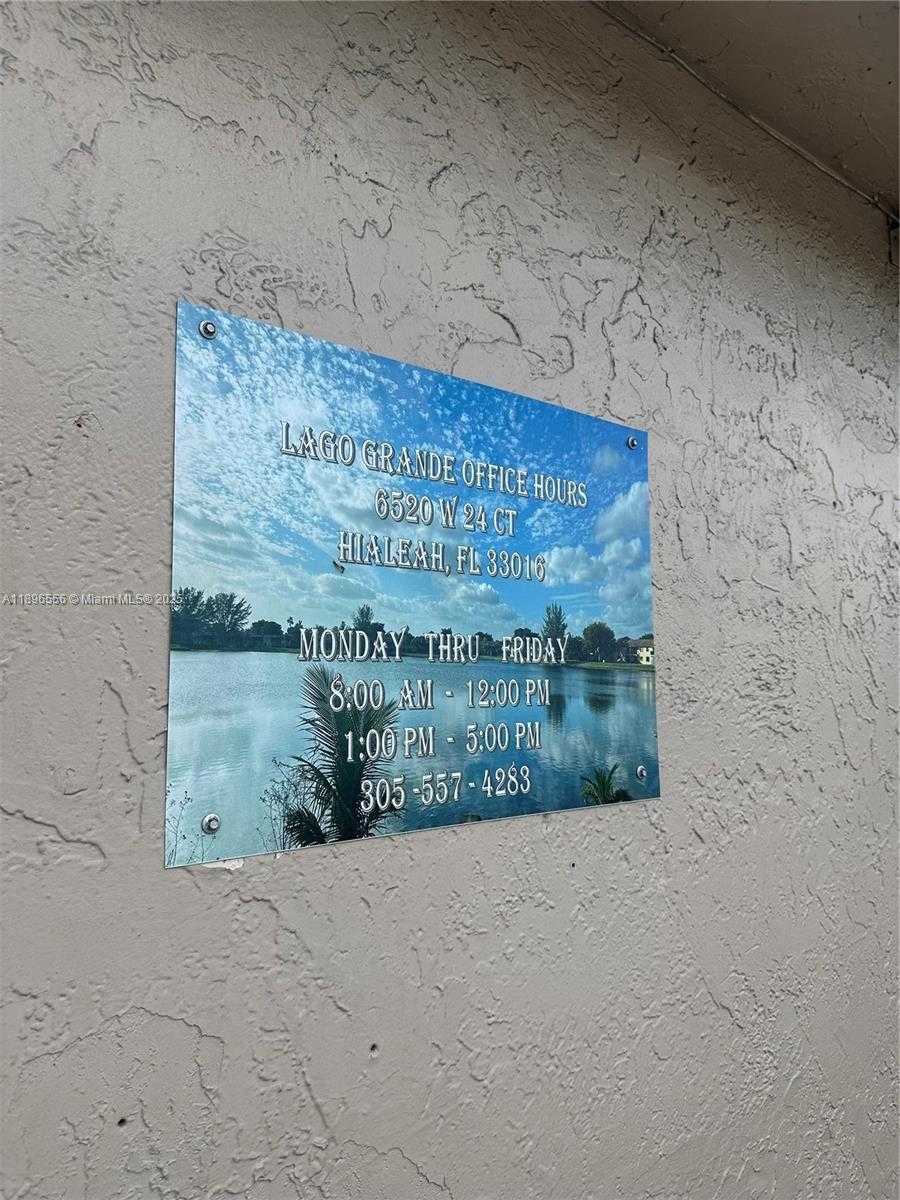 LAGO GRANDE OFFICE HOURS
6520 W 24 CT
HIALEAH, FL 33016
A11896556 © Miami MLS® 2025
MONDAY THRU FRIDAY
8:00 AM - 12:00 PM
1:00 PM - 5:00 PM
305 -557 - 4283